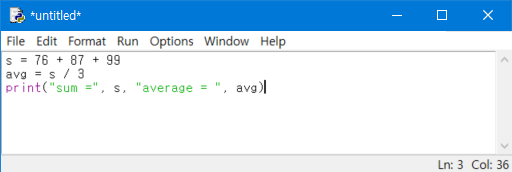 *untitled*
File Edit Format Run Options Window Help
s = 76 + 87 + 99
avg = s / 3
print("sum =", s, "average = ", avg)
Ln: 3 Col: 36